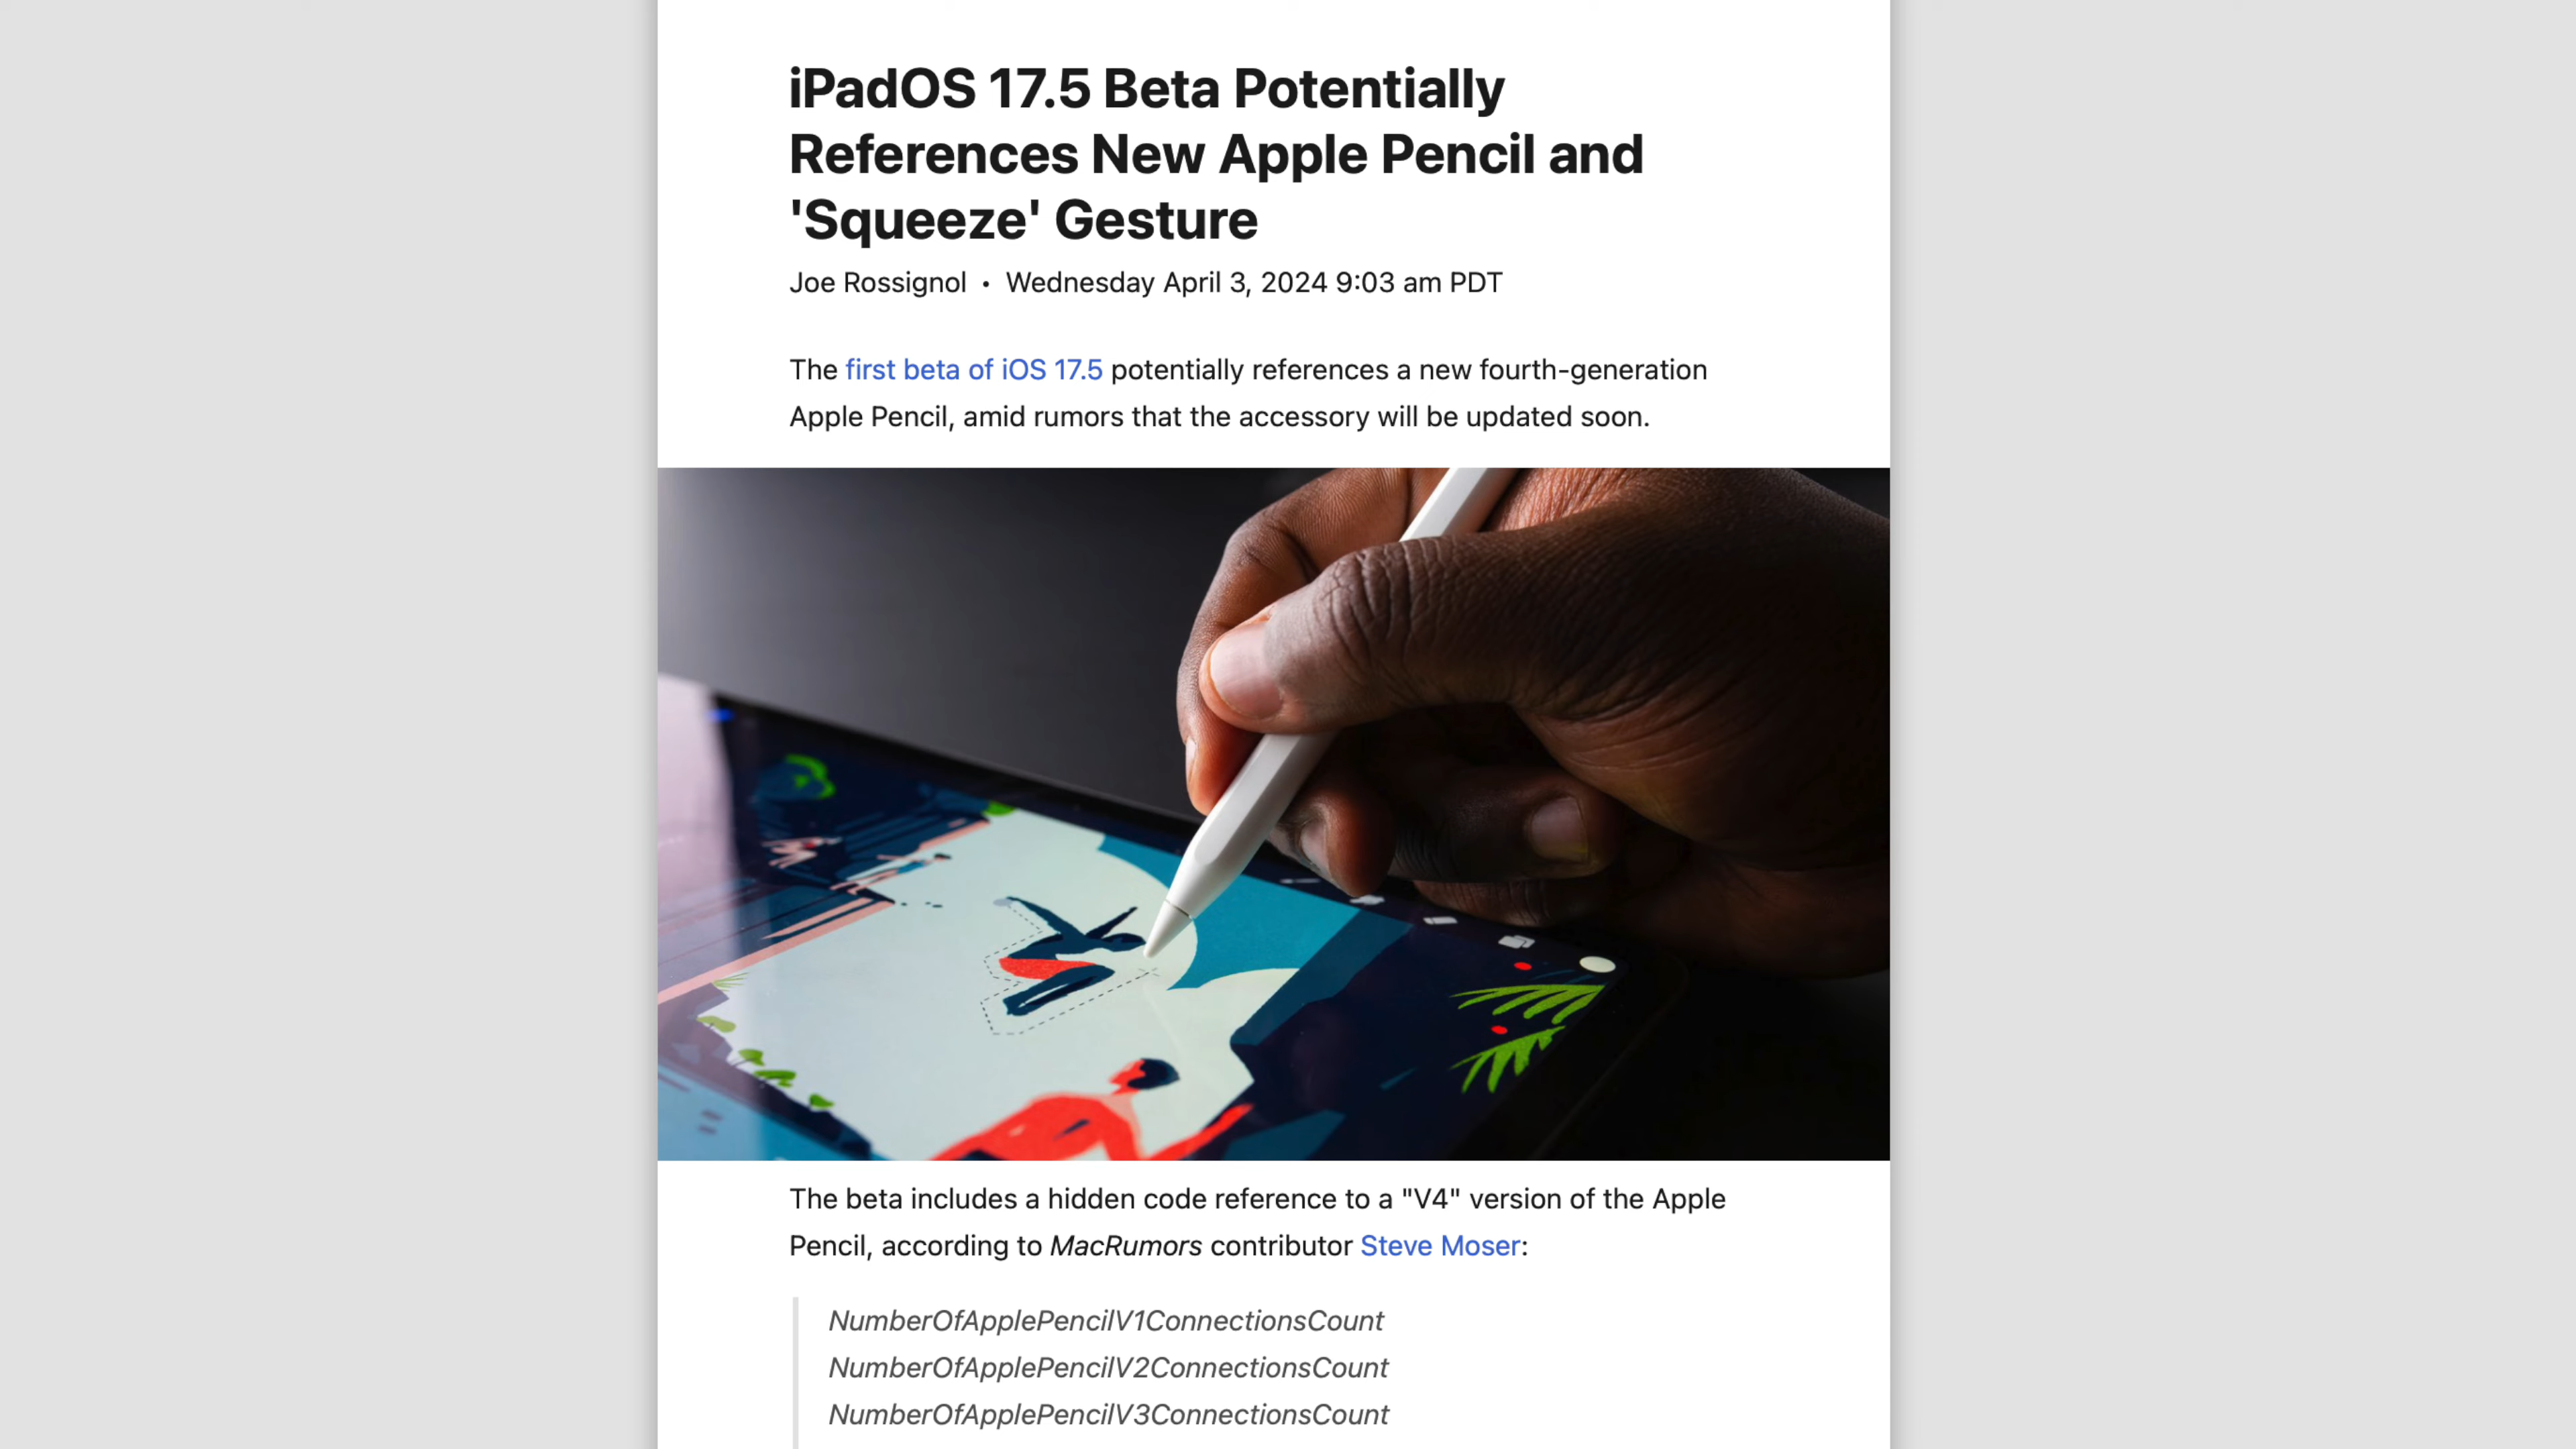 iPadOS 17.5 Beta Potentially
References New Apple Pencil and
'Squeeze' Gesture
Joe Rossignol • Wednesday April 3, 2024 9:03 am PDT
The first beta of iOS 17.5 potentially references a new fourth-generation
Apple Pencil, amid rumors that the accessory will be updated soon.
The beta includes a hidden code reference to a "V4" version of the Apple
Pencil, according to MacRumors contributor Steve Moser:
NumberOfApplePencilV1ConnectionsCount
NumberOfApplePencilV2ConnectionsCount
NumberOfApplePencilV3ConnectionsCount